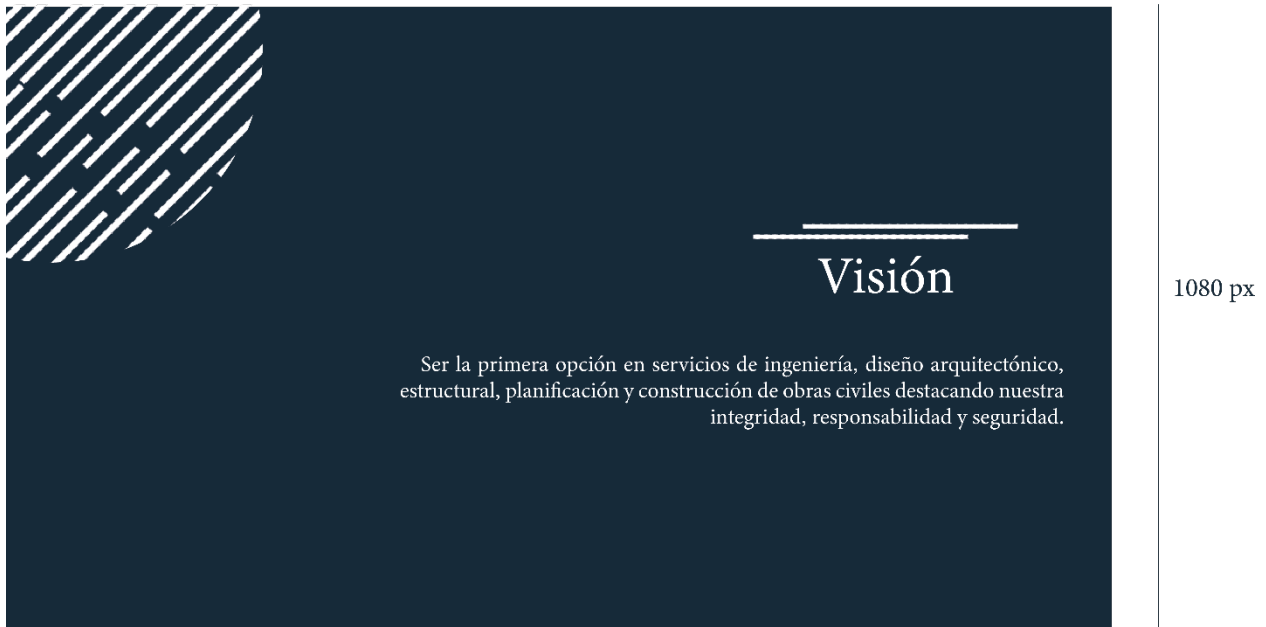 Visión
Ser la primera opción en servicios de ingeniería, diseño arquitectónico,
estructural, planificación y construcción de obras civiles destacando nuestra
integridad, responsabilidad y seguridad.
1080 px